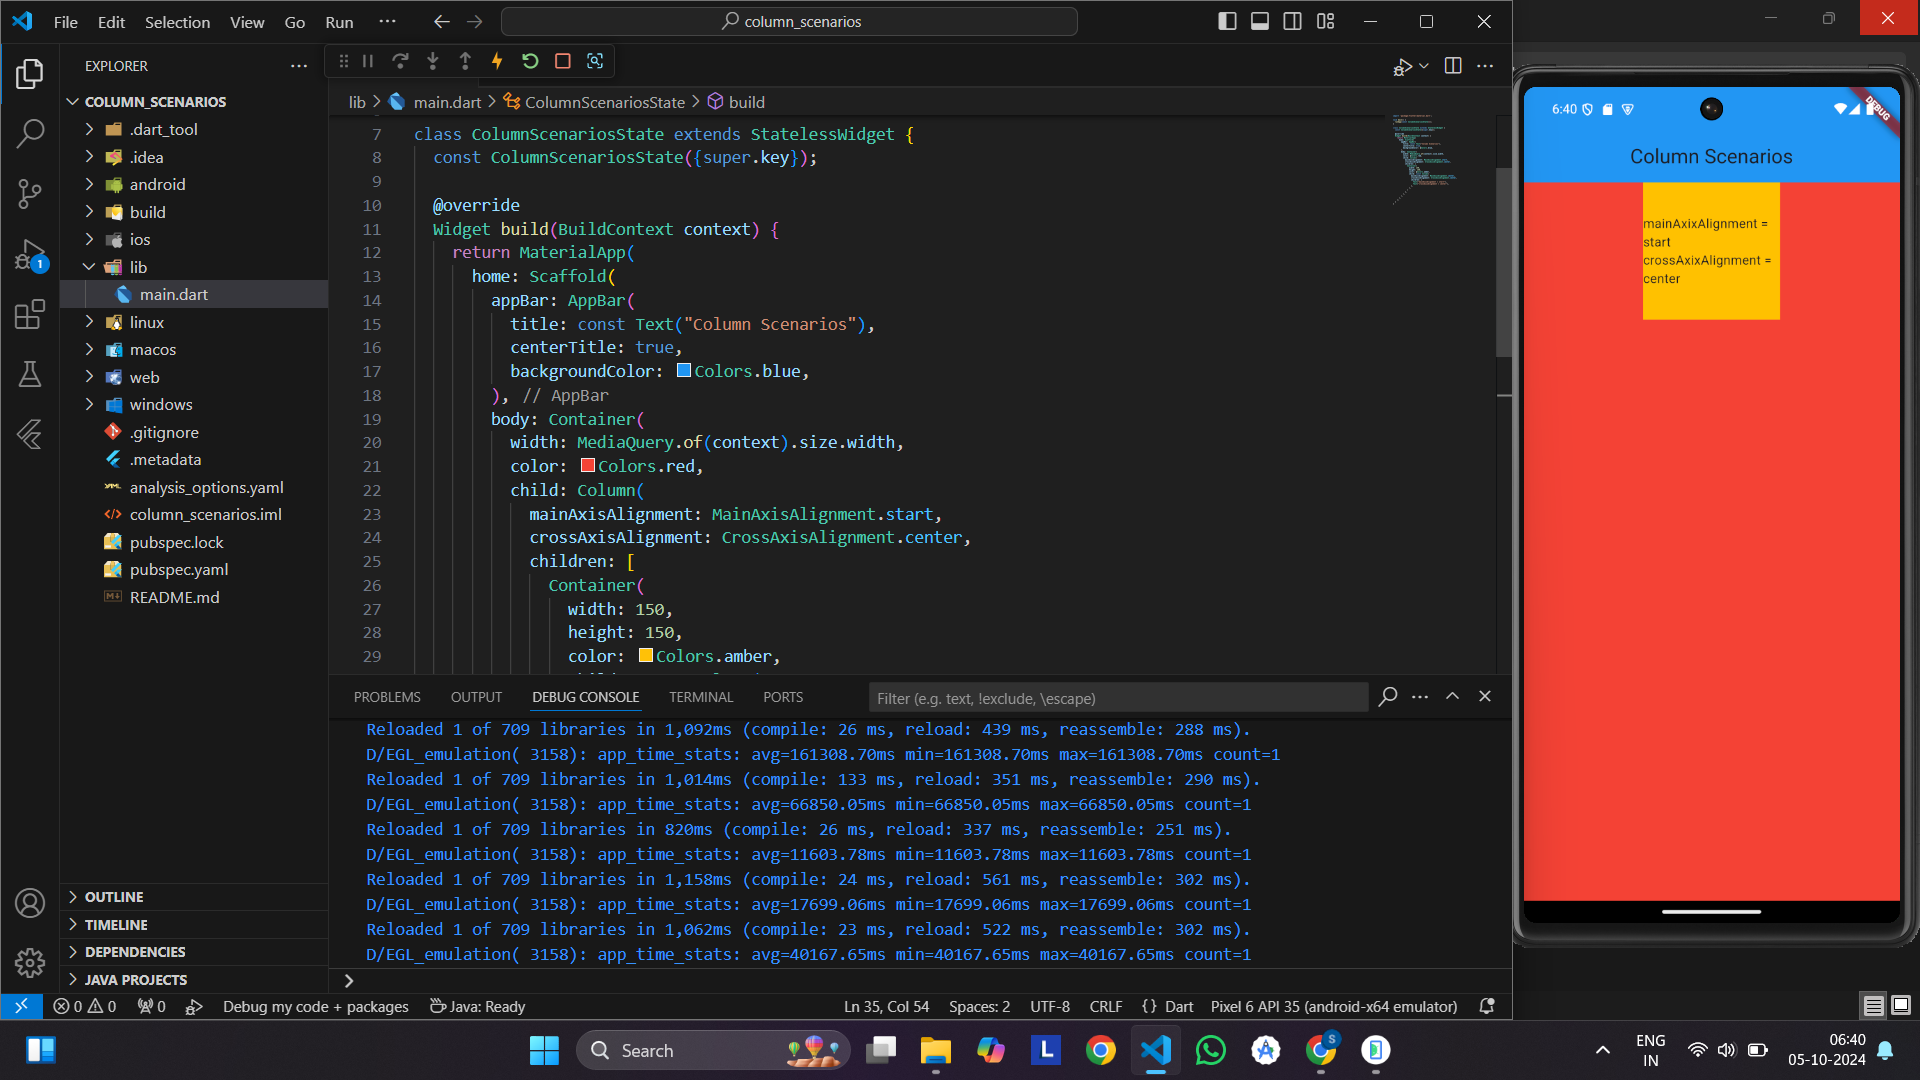 File Edit Selection View Go Run ··· column_scenarios
EXPLORER
COLUMN_SCENARIOS
.dart_tool
.idea
android
build
ios
lib
main.dart
linux
macos
web
windows
.gitignore
.metadata
analysis_options.yaml
column_scenarios.iml
pubspec.lock
pubspec.yaml
README.md
OUTLINE
TIMELINE
DEPENDENCIES
JAVA PROJECTS
lib > main.dart > ColumnScenariosState > build
7 class ColumnScenariosState extends StatelessWidget {
8 const ColumnScenariosState({super.key});
9
10 @override
11 Widget build(BuildContext context) {
12 return MaterialApp(
13 home: Scaffold(
14 appBar: AppBar(
15 title: const Text("Column Scenarios"),
16 centerTitle: true,
17 backgroundColor: Colors.blue,
18 ), // AppBar
19 body: Container(
20 width: MediaQuery.of(context).size.width,
21 color: Colors.red,
22 child: Column(
23 mainAxisAlignment: MainAxisAlignment.start,
24 crossAxisAlignment: CrossAxisAlignment.center,
25 children: [
26 Container(
27 width: 150,
28 height: 150,
29 color: Colors.amber,
PROBLEMS OUTPUT DEBUG CONSOLE TERMINAL PORTS Filter (e.g. text, !exclude, \escape)
Reloaded 1 of 709 libraries in 1,092ms (compile: 26 ms, reload: 439 ms, reassemble: 288 ms).
D/EGL_emulation( 3158): app_time_stats: avg=161308.70ms min=161308.70ms max=161308.70ms count=1
Reloaded 1 of 709 libraries in 1,014ms (compile: 133 ms, reload: 351 ms, reassemble: 290 ms).
D/EGL_emulation( 3158): app_time_stats: avg=66850.05ms min=66850.05ms max=66850.05ms count=1
Reloaded 1 of 709 libraries in 820ms (compile: 26 ms, reload: 337 ms, reassemble: 251 ms).
D/EGL_emulation( 3158): app_time_stats: avg=11603.78ms min=11603.78ms max=11603.78ms count=1
Reloaded 1 of 709 libraries in 1,158ms (compile: 24 ms, reload: 561 ms, reassemble: 302 ms).
D/EGL_emulation( 3158): app_time_stats: avg=17699.06ms min=17699.06ms max=17699.06ms count=1
Reloaded 1 of 709 libraries in 1,062ms (compile: 23 ms, reload: 522 ms, reassemble: 302 ms).
D/EGL_emulation( 3158): app_time_stats: avg=40167.65ms min=40167.65ms max=40167.65ms count=1
>
0 0 0 Debug my code + packages Java: Ready Ln 35, Col 54 Spaces: 2 UTF-8 CRLF {} Dart Pixel 6 API 35 (android-x64 emulator)
6:40
DEBUG
Column Scenarios
mainAxixAlignment =
start
crossAxixAlignment =
center
1
Search
L
S
ENG
IN
06:40
05-10-2024